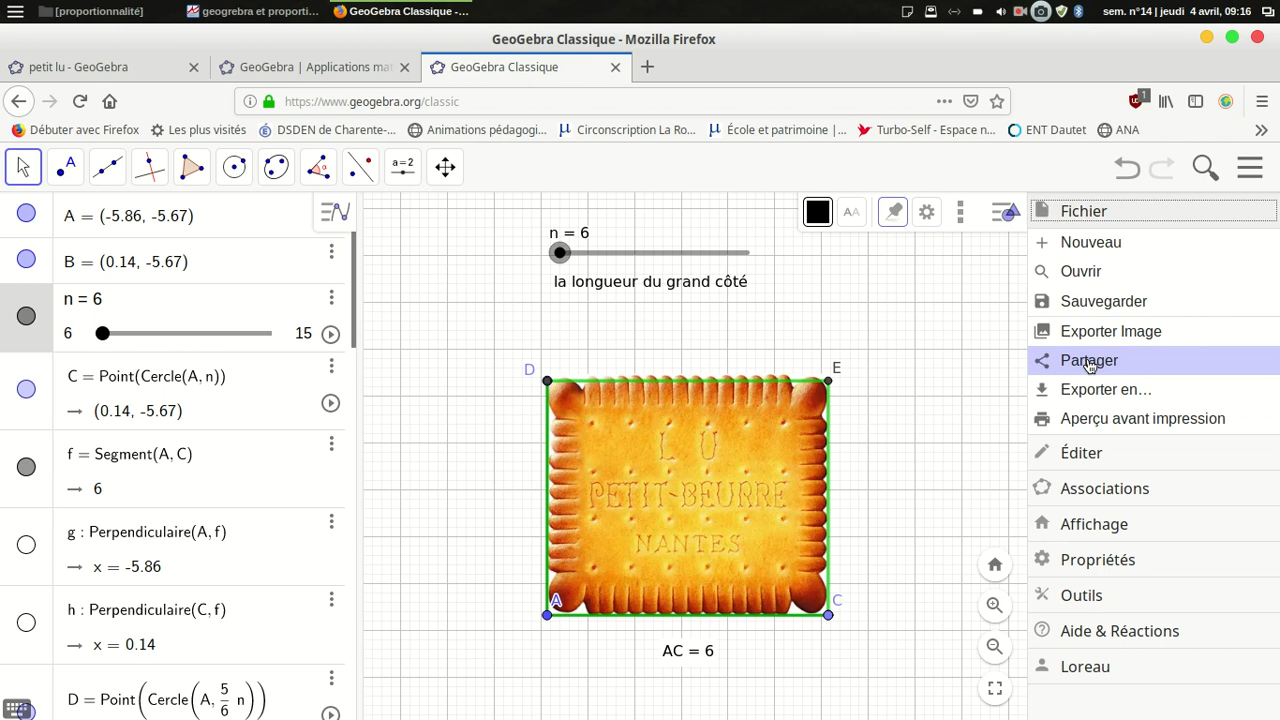 [proportionnalité]
geogrebra et proporti...
GeoGebra Classique -...
sem. n°14 | jeudi 4 avril, 09:16
GeoGebra Classique - Mozilla Firefox
petit lu - GeoGebra
GeoGebra | Applications mat
GeoGebra Classique
https://www.geogebra.org/classic
1
Débuter avec Firefox
Les plus visités
DSDEN de Charente-...
Animations pédagogi...
Circonscription La Ro...
École et patrimoine |...
Turbo-Self - Espace n...
ENT Dautet
ANA
A
a=2
A = (-5.86, -5.67)
B = (0.14, -5.67)
n = 6
6
15
C = Point(Cercle(A, n))
→ (0.14, -5.67)
f = Segment(A, C)
→ 6
g : Perpendiculaire(A, f)
→ x = -5.86
h : Perpendiculaire(C, f)
→ x = 0.14
D = Point(Cercle(A, 5/6 n))
AA
n = 6
la longueur du grand côté
D
E
L U
PETIT-BEURRE
NANTES
A
C
AC = 6
Fichier
Nouveau
Ouvrir
Sauvegarder
Exporter Image
Partager
Exporter en…
Aperçu avant impression
Éditer
Associations
Affichage
Propriétés
Outils
Aide & Réactions
Loreau